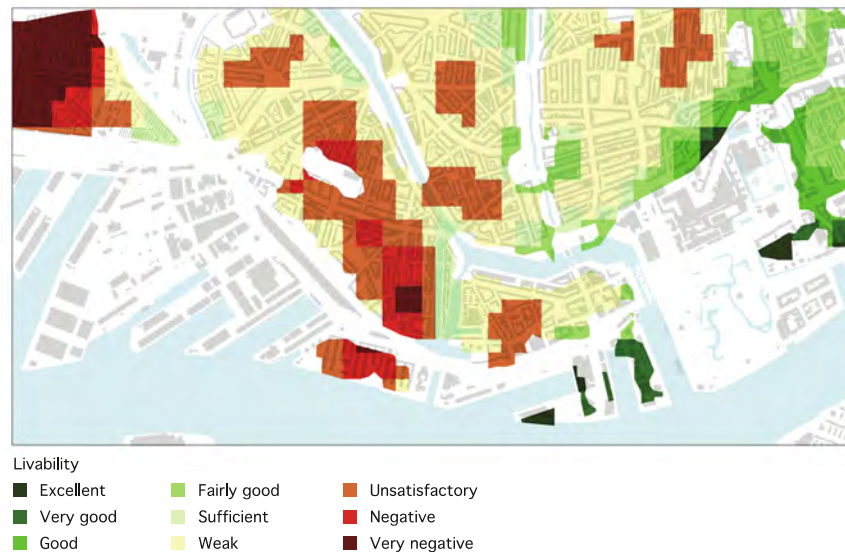 Livability
Excellent
Very good
Good
Fairly good
Sufficient
Weak
Unsatisfactory
Negative
Very negative